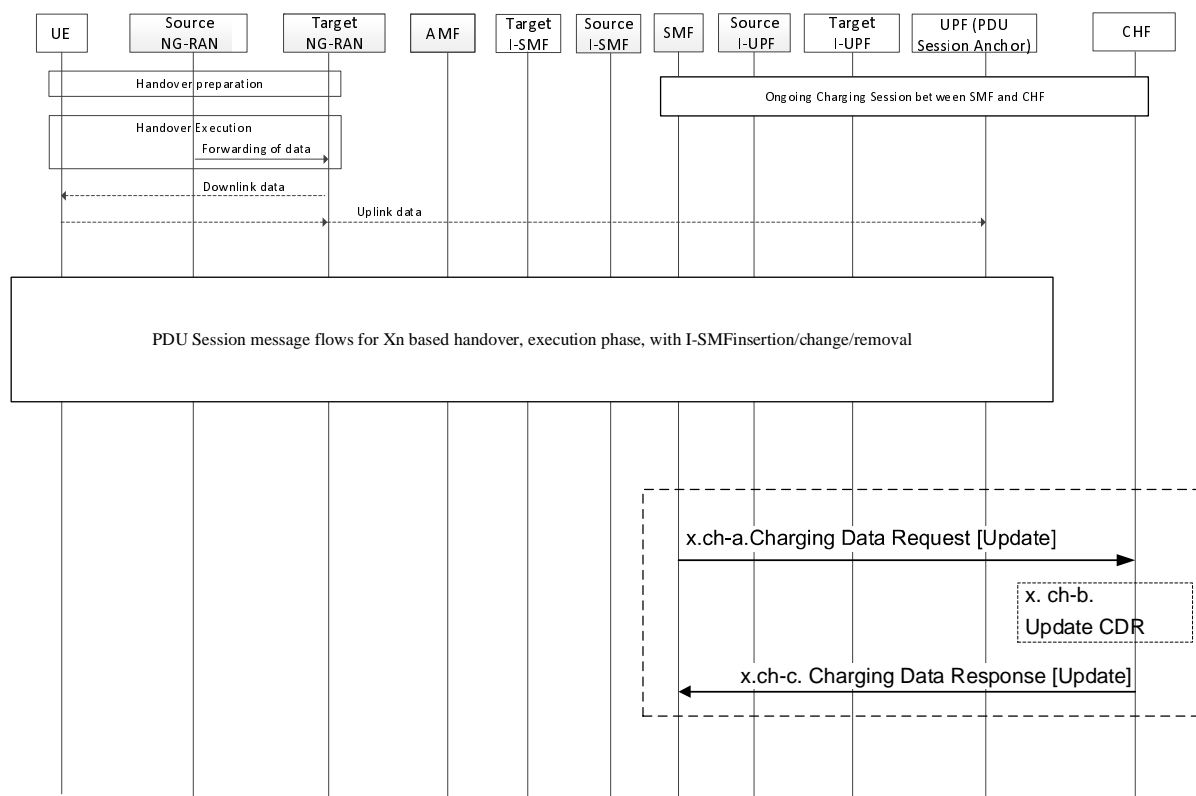 UE
Source
NG-RAN
Target
NG-RAN
AMF
Target
I-SMF
Source
I-SMF
SMF
Source
I-UPF
Target
I-UPF
UPF (PDU
Session Anchor)
CHF
Handover preparation
Ongoing Charging Session between SMF and CHF
Handover Execution
Forwarding of data
Downlink data
Uplink data
PDU Session message flows for Xn based handover, execution phase, with I-SMFinsertion/change/removal
x.ch-a.Charging Data Request [Update]
x. ch-b.
Update CDR
x.ch-c. Charging Data Response [Update]